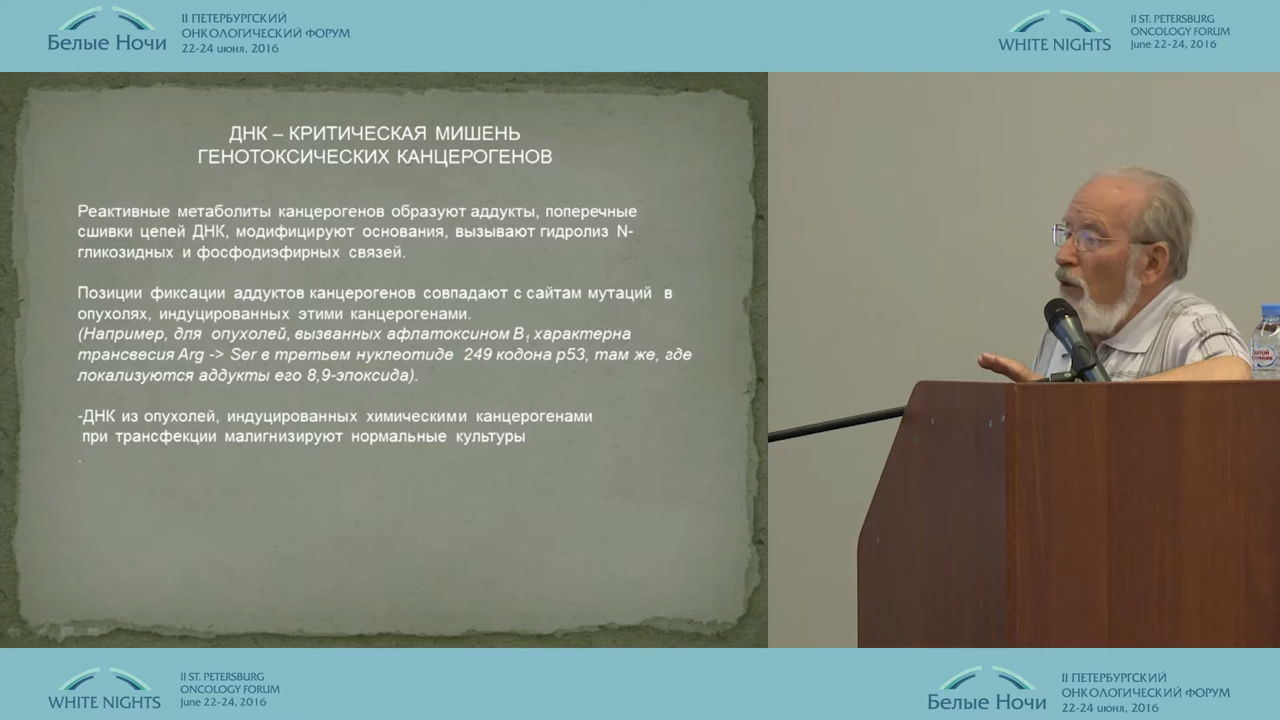 Белые Ночи
II ПЕТЕРБУРГСКИЙ
ОНКОЛОГИЧЕСКИЙ ФОРУМ
22-24 июня, 2016
WHITE NIGHTS
II ST. PETERSBURG
ONCOLOGY FORUM
June 22-24, 2016
ДНК – КРИТИЧЕСКАЯ МИШЕНЬ
ГЕНОТОКСИЧЕСКИХ КАНЦЕРОГЕНОВ
Реактивные метаболиты канцерогенов образуют аддукты, поперечные
сшивки цепей ДНК, модифицируют основания, вызывают гидролиз N-
гликозидных и фосфодиэфирных связей.
Позиции фиксации аддуктов канцерогенов совпадают с сайтам мутаций в
опухолях, индуцированных этими канцерогенами.
(Например, для опухолей, вызванных афлатоксином B₁ характерна
трансвесия Arg -> Ser в третьем нуклеотиде 249 кодона p53, там же, где
локализуются аддукты его 8,9-эпоксида).
-ДНК из опухолей, индуцированных химическими канцерогенами
при трансфекции малигнизируют нормальные культуры
.
WHITE NIGHTS
II ST. PETERSBURG
ONCOLOGY FORUM
June 22-24, 2016
Белые Ночи
II ПЕТЕРБУРГСКИЙ
ОНКОЛОГИЧЕСКИЙ ФОРУМ
22-24 июня, 2016